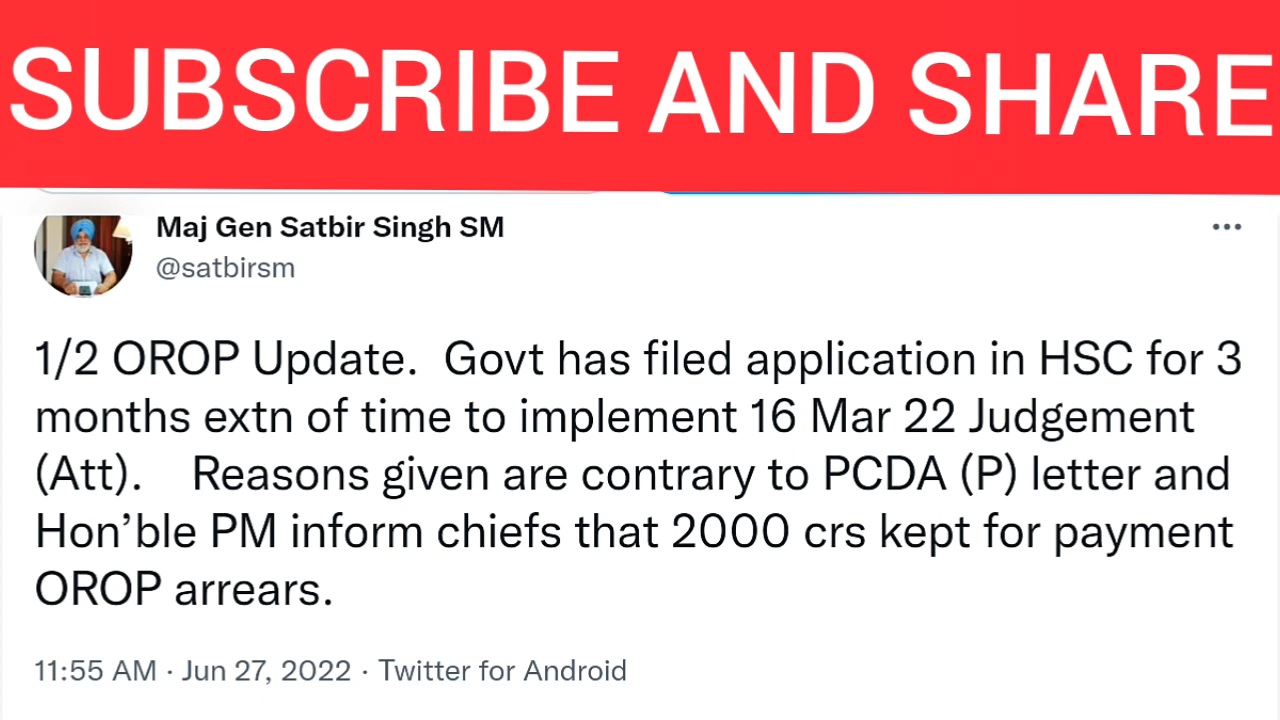 SUBSCRIBE AND SHARE
Maj Gen Satbir Singh SM
@satbirsm
1/2 OROP Update.  Govt has filed application in HSC for 3
months extn of time to implement 16 Mar 22 Judgement
(Att).    Reasons given are contrary to PCDA (P) letter and
Hon’ble PM inform chiefs that 2000 crs kept for payment
OROP arrears.
11:55 AM · Jun 27, 2022 · Twitter for Android